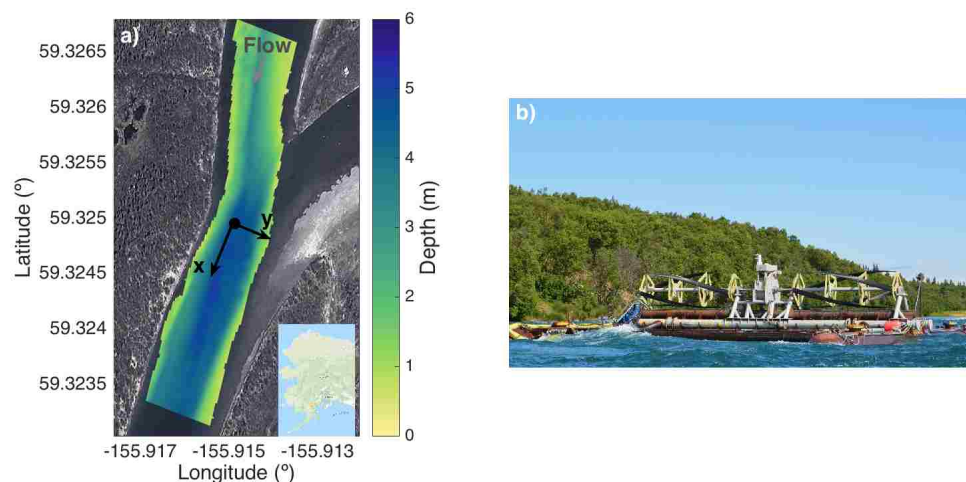 a)
Flow
y
x
59.3265
59.326
59.3255
59.325
59.3245
59.324
59.3235
Latitude (°)
-155.917
-155.915
-155.913
Longitude (°)
6
5
4
3
2
1
0
Depth (m)
b)